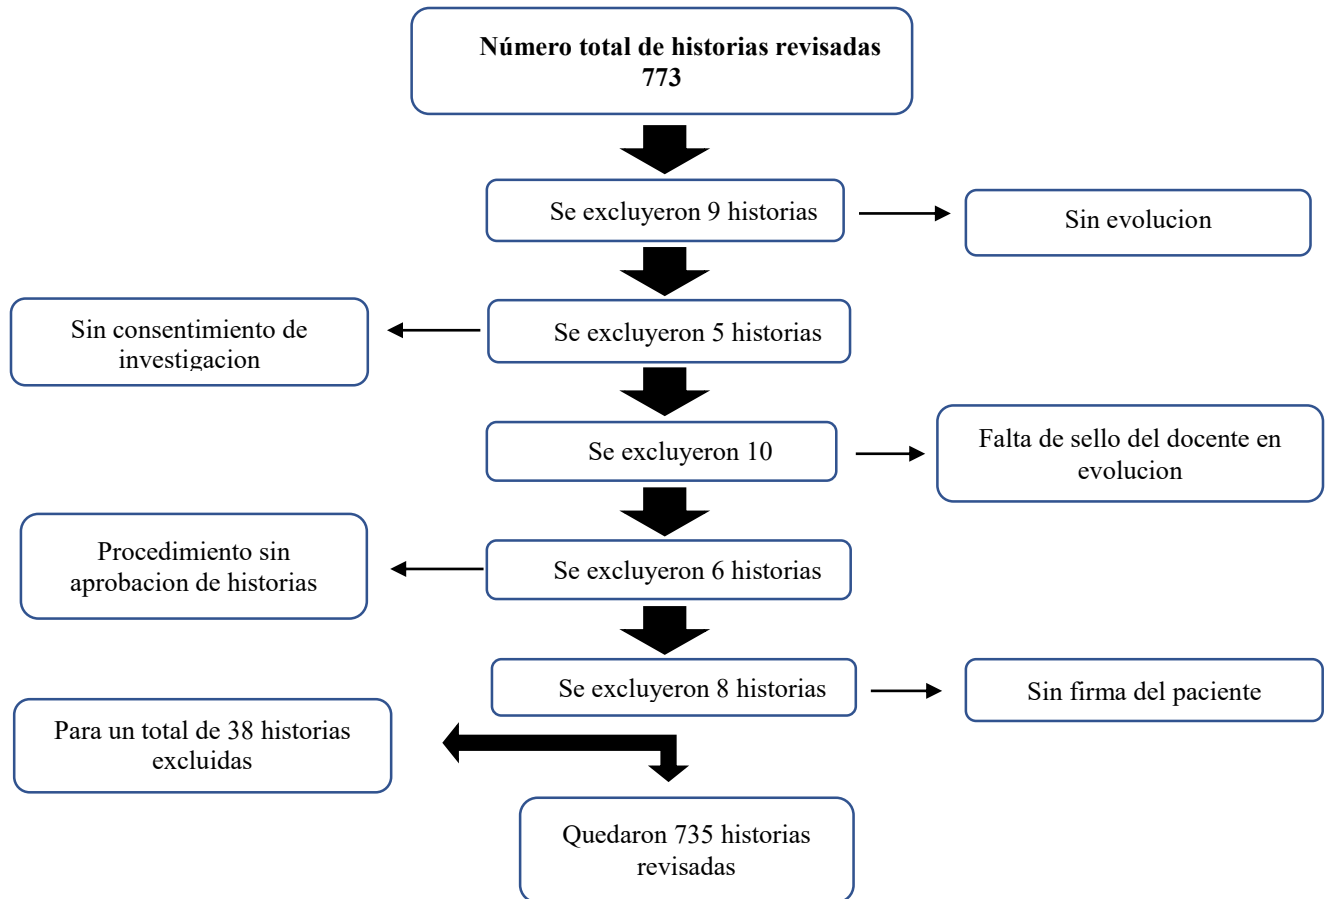 Número total de historias revisadas
773
Se excluyeron 9 historias
Sin evolucion
Sin consentimiento de
investigacion
Se excluyeron 5 historias
Se excluyeron 10
Falta de sello del docente en
evolucion
Procedimiento sin
aprobacion de historias
Se excluyeron 6 historias
Se excluyeron 8 historias
Sin firma del paciente
Para un total de 38 historias
excluidas
Quedaron 735 historias
revisadas